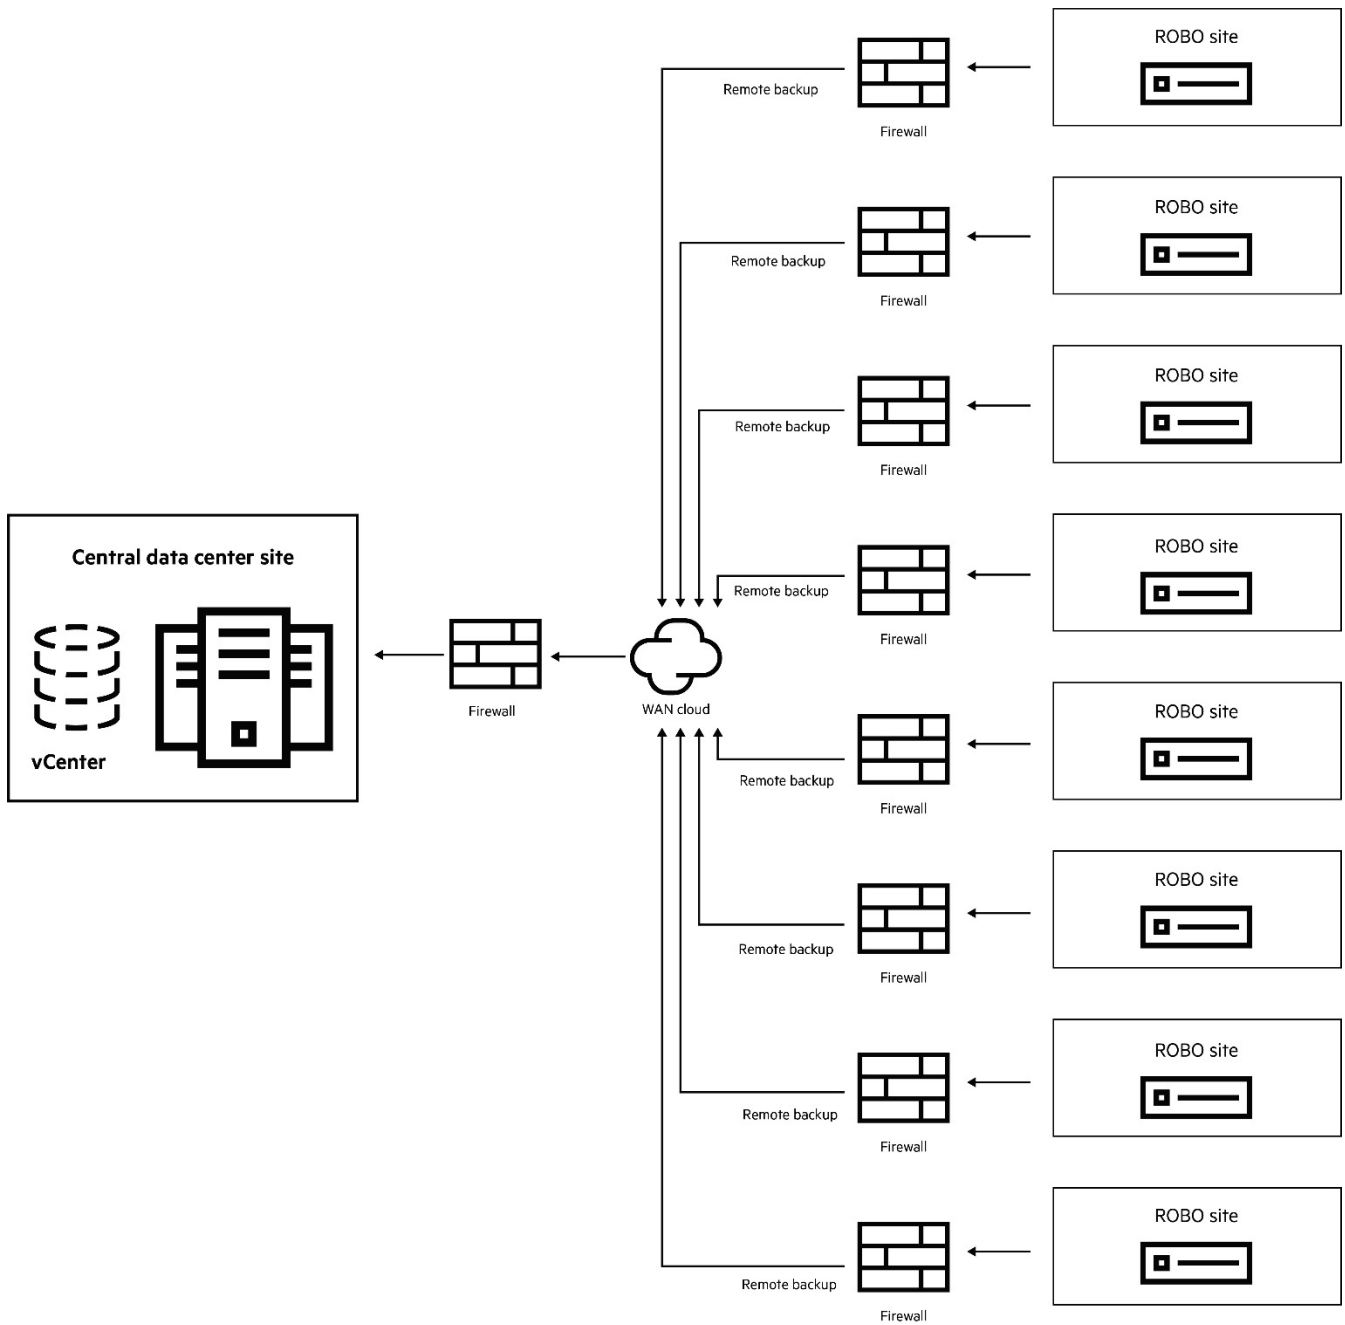 ROBO site
Remote backup
Firewall
ROBO site
Remote backup
Firewall
ROBO site
Remote backup
Firewall
Central data center site
vCenter
Firewall
WAN cloud
ROBO site
Remote backup
Firewall
ROBO site
Remote backup
Firewall
ROBO site
Remote backup
Firewall
ROBO site
Remote backup
Firewall
ROBO site
Remote backup
Firewall